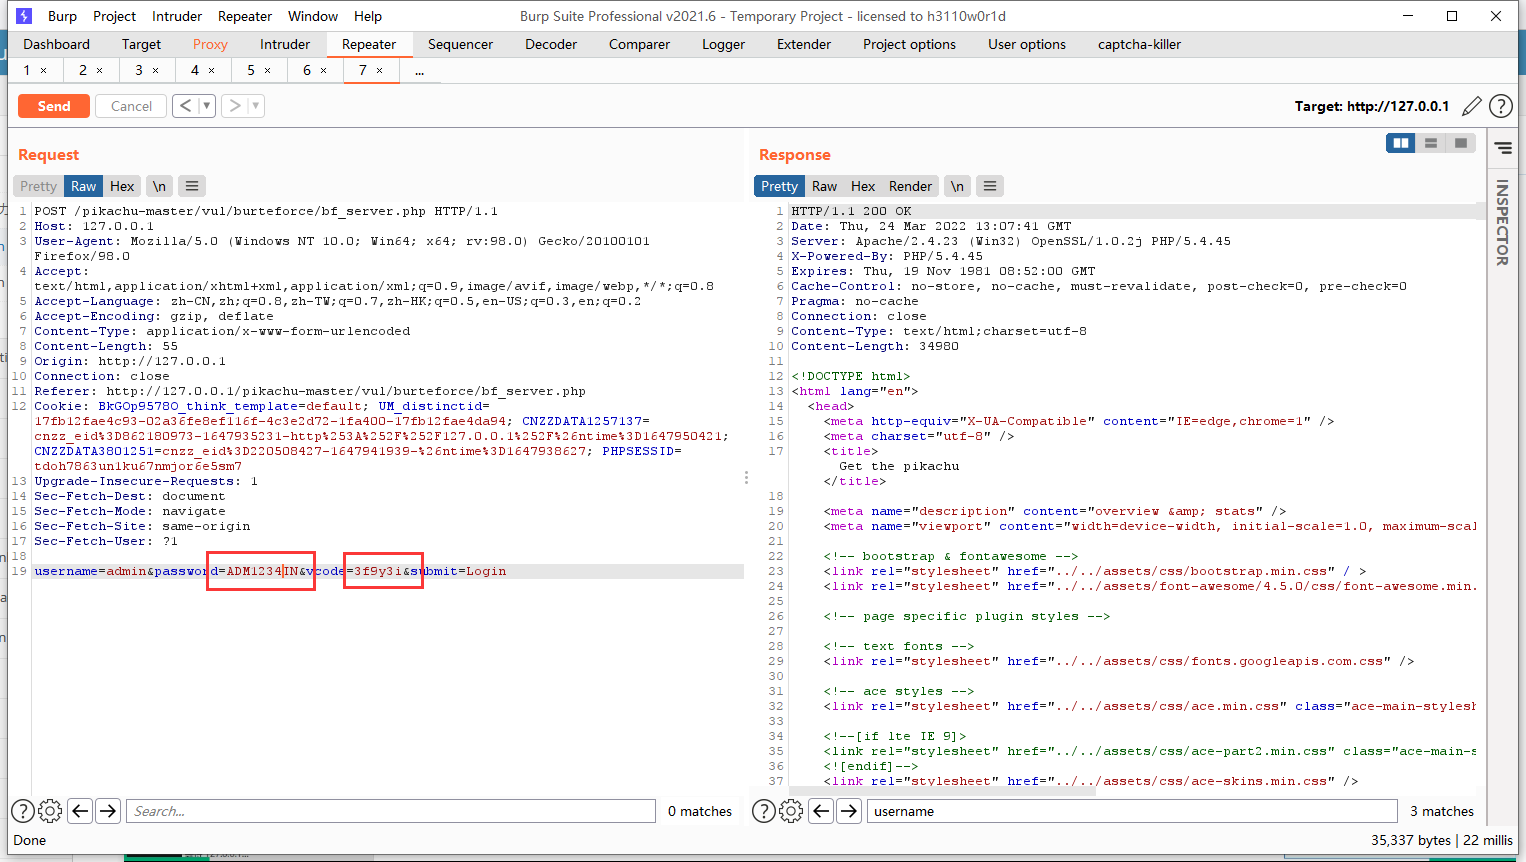 Burp Project Intruder Repeater Window Help Burp Suite Professional v2021.6 - Temporary Project - licensed to h3110w0r1d
Dashboard Target Proxy Intruder Repeater Sequencer Decoder Comparer Logger Extender Project options User options captcha-killer
1 × 2 × 3 × 4 × 5 × 6 × 7 × ...
Send Cancel < ▼ > ▼ Target: http://127.0.0.1 ?
Request
Pretty Raw Hex \n ≡
1 POST /pikachu-master/vul/burteforce/bf_server.php HTTP/1.1
2 Host: 127.0.0.1
3 User-Agent: Mozilla/5.0 (Windows NT 10.0; Win64; x64; rv:98.0) Gecko/20100101
Firefox/98.0
4 Accept:
text/html,application/xhtml+xml,application/xml;q=0.9,image/avif,image/webp,*/*;q=0.8
5 Accept-Language: zh-CN,zh;q=0.8,zh-TW;q=0.7,zh-HK;q=0.5,en-US;q=0.3,en;q=0.2
6 Accept-Encoding: gzip, deflate
7 Content-Type: application/x-www-form-urlencoded
8 Content-Length: 55
9 Origin: http://127.0.0.1
10 Connection: close
11 Referer: http://127.0.0.1/pikachu-master/vul/burteforce/bf_server.php
12 Cookie: BkGOp9578O_think_template=default; UM_distinctid=
17fb12fae4c93-02a36fe8ef116f-4c3e2d72-1fa400-17fb12fae4da94; CNZZDATA1257137=
cnzz_eid%3D862180973-1647935231-http%253A%252F%252F127.0.0.1%252F%26ntime%3D1647950421;
CNZZDATA3801251=cnzz_eid%3D220508427-1647941939-%26ntime%3D1647938627; PHPSESSID=
tdoh7863un1ku67nmjor6e5sm7
13 Upgrade-Insecure-Requests: 1
14 Sec-Fetch-Dest: document
15 Sec-Fetch-Mode: navigate
16 Sec-Fetch-Site: same-origin
17 Sec-Fetch-User: ?1
18
19 username=admin&password=ADM1234IN&vcode=3f9y3i&submit=Login
? Search... 0 matches
Response
Pretty Raw Hex Render \n ≡
INSPECTOR
1 HTTP/1.1 200 OK
2 Date: Thu, 24 Mar 2022 13:07:41 GMT
3 Server: Apache/2.4.23 (Win32) OpenSSL/1.0.2j PHP/5.4.45
4 X-Powered-By: PHP/5.4.45
5 Expires: Thu, 19 Nov 1981 08:52:00 GMT
6 Cache-Control: no-store, no-cache, must-revalidate, post-check=0, pre-check=0
7 Pragma: no-cache
8 Connection: close
9 Content-Type: text/html;charset=utf-8
10 Content-Length: 34980
11
12 <!DOCTYPE html>
13 <html lang="en">
14 <head>
15 <meta http-equiv="X-UA-Compatible" content="IE=edge,chrome=1" />
16 <meta charset="utf-8" />
17 <title>
Get the pikachu
</title>
18
19 <meta name="description" content="overview &amp; stats" />
20 <meta name="viewport" content="width=device-width, initial-scale=1.0, maximum-scal
21
22 <!-- bootstrap & fontawesome -->
23 <link rel="stylesheet" href="../../assets/css/bootstrap.min.css" / >
24 <link rel="stylesheet" href="../../assets/font-awesome/4.5.0/css/font-awesome.min.
25
26 <!-- page specific plugin styles -->
27
28 <!-- text fonts -->
29 <link rel="stylesheet" href="../../assets/css/fonts.googleapis.com.css" />
30
31 <!-- ace styles -->
32 <link rel="stylesheet" href="../../assets/css/ace.min.css" class="ace-main-stylesh
33
34 <!--[if lte IE 9]>
35 <link rel="stylesheet" href="../../assets/css/ace-part2.min.css" class="ace-main-s
36 <![endif]-->
37 <link rel="stylesheet" href="../../assets/css/ace-skins.min.css" />
? username 3 matches
Done 35,337 bytes | 22 millis